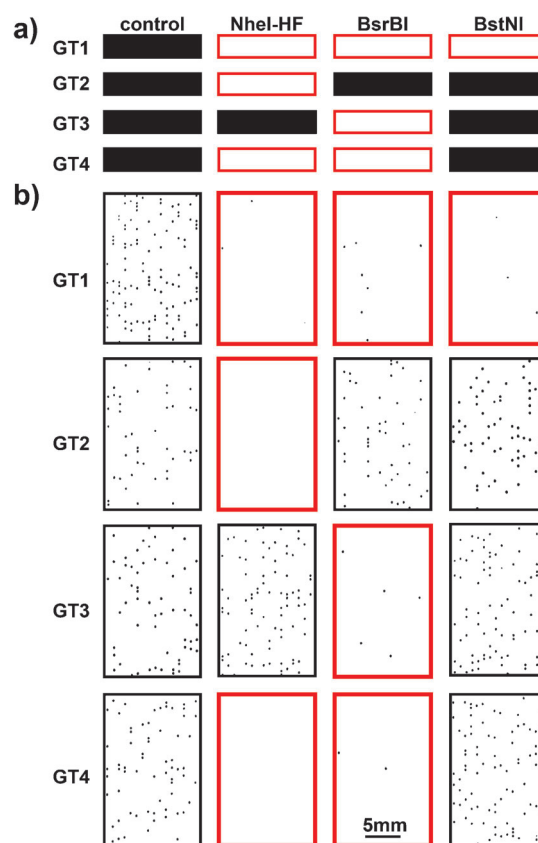 a) control NheI-HF BsrBI BstNI
GT1
GT2
GT3
GT4
b)
GT1
GT2
GT3
GT4
5mm